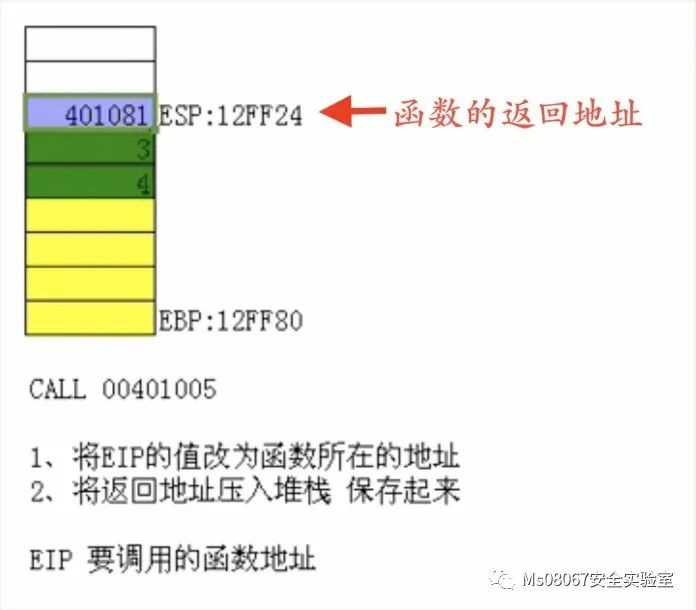 401081 ESP:12FF24 函数的返回地址
3
4
EBP:12FF80
CALL 00401005
1、将EIP的值改为函数所在的地址
2、将返回地址压入堆栈 保存起来
EIP 要调用的函数地址
Ms08067安全实验室